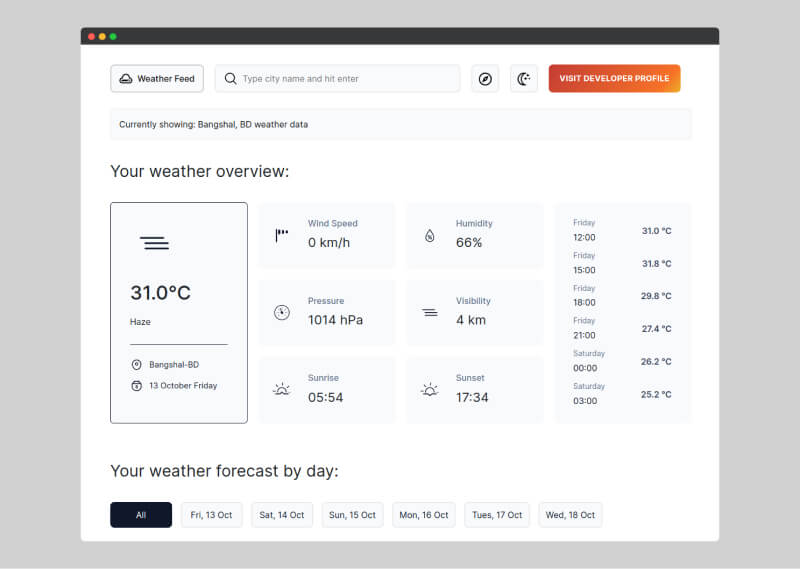 Weather Feed
Type city name and hit enter
VISIT DEVELOPER PROFILE
Currently showing: Bangshal, BD weather data
Your weather overview:
31.0°C
Haze
Bangshal-BD
13 October Friday
Wind Speed
0 km/h
Humidity
66%
Pressure
1014 hPa
Visibility
4 km
Sunrise
05:54
Sunset
17:34
Friday
12:00
31.0 °C
Friday
15:00
31.8 °C
Friday
18:00
29.8 °C
Friday
21:00
27.4 °C
Saturday
00:00
26.2 °C
Saturday
03:00
25.2 °C
Your weather forecast by day:
All
Fri, 13 Oct
Sat, 14 Oct
Sun, 15 Oct
Mon, 16 Oct
Tues, 17 Oct
Wed, 18 Oct